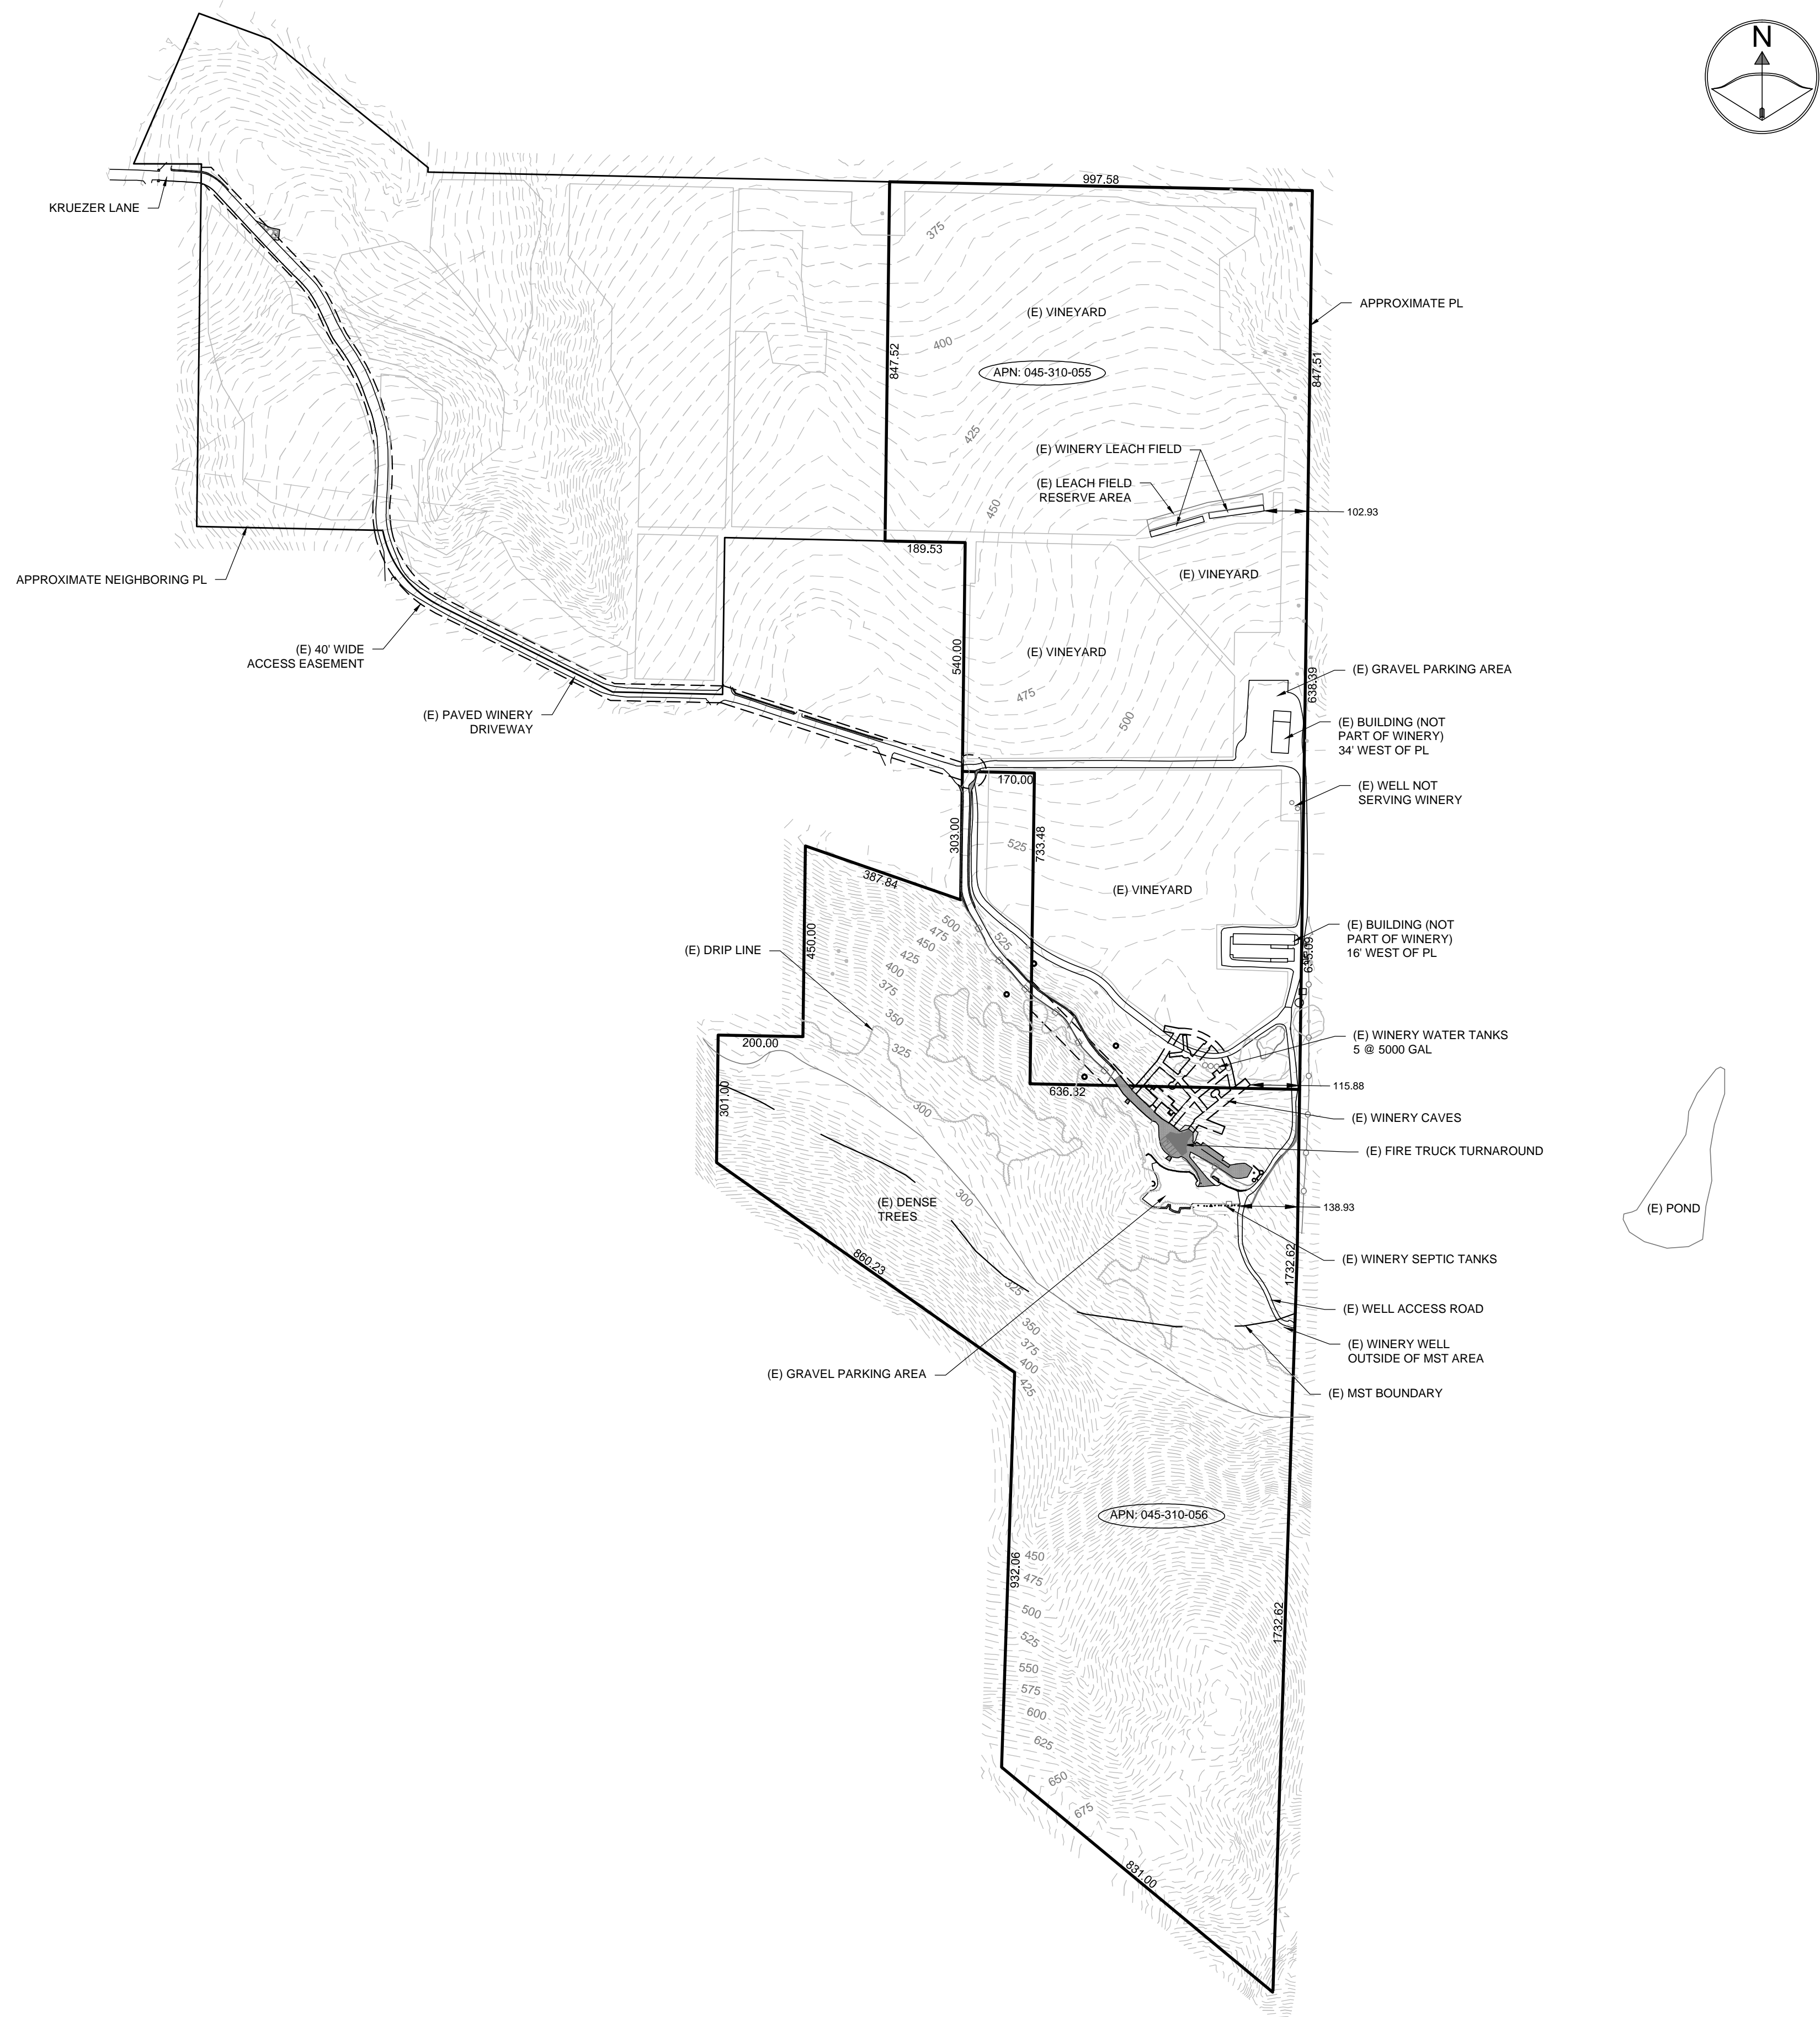 N
997.58
KRUEZER LANE
375
(E) VINEYARD
APPROXIMATE PL
400
847.52
847.51
APN: 045-310-055
425
(E) WINERY LEACH FIELD
(E) LEACH FIELD
RESERVE AREA
450
102.93
189.53
APPROXIMATE NEIGHBORING PL
(E) VINEYARD
(E) 40' WIDE
ACCESS EASEMENT
540.00
(E) VINEYARD
(E) GRAVEL PARKING AREA
638.39
475
500
(E) PAVED WINERY
DRIVEWAY
(E) BUILDING (NOT
PART OF WINERY)
34' WEST OF PL
170.00
(E) WELL NOT
SERVING WINERY
303.00
525
733.48
387.84
(E) VINEYARD
500
475
450
425
400
375
350
325
525
450.00
(E) DRIP LINE
(E) BUILDING (NOT
PART OF WINERY)
16' WEST OF PL
200.00
(E) WINERY WATER TANKS
5 @ 5000 GAL
301.00
636.32
115.88
300
(E) WINERY CAVES
(E) FIRE TRUCK TURNAROUND
300
(E) DENSE
TREES
138.93
(E) POND
860.23
1732.62
(E) WINERY SEPTIC TANKS
325
(E) WELL ACCESS ROAD
350
375
400
425
(E) WINERY WELL
OUTSIDE OF MST AREA
(E) GRAVEL PARKING AREA
(E) MST BOUNDARY
APN: 045-310-056
932.06
450
475
500
525
550
575
600
625
650
675
1732.62
831.00